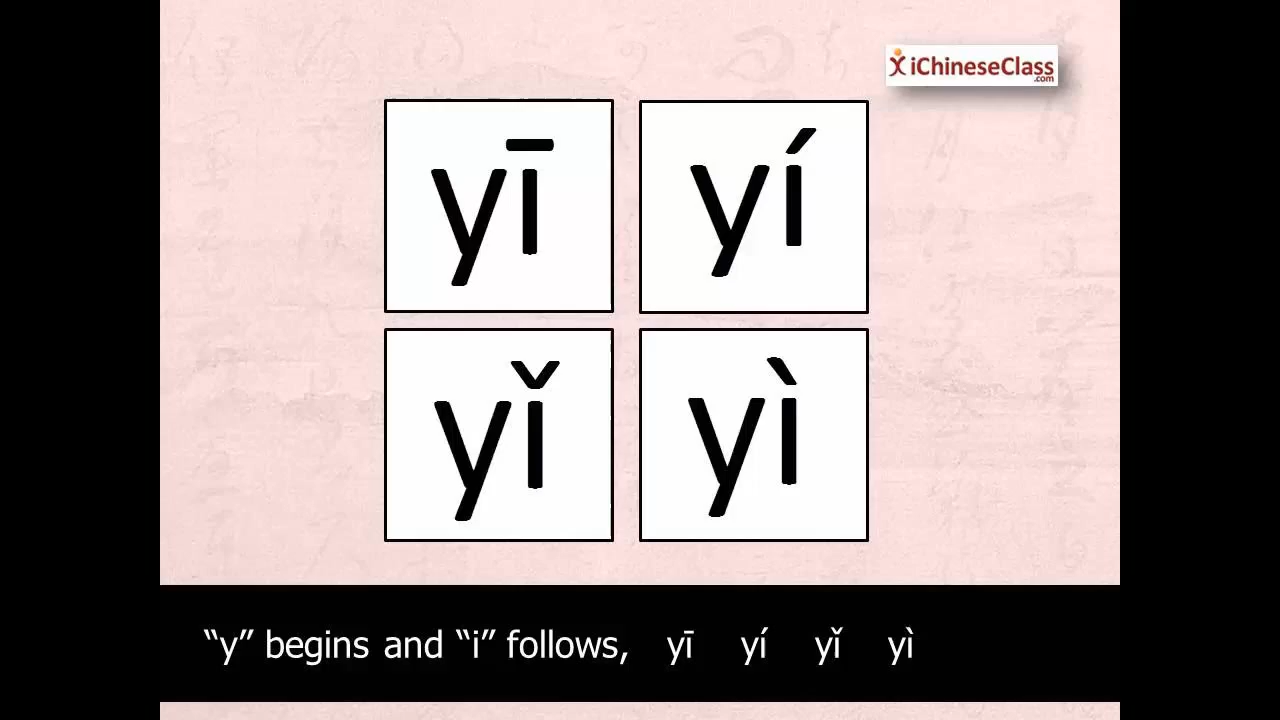 iChineseClass
.com
yī yí
yǐ yì
“y” begins and “i” follows, yī yí yǐ yì